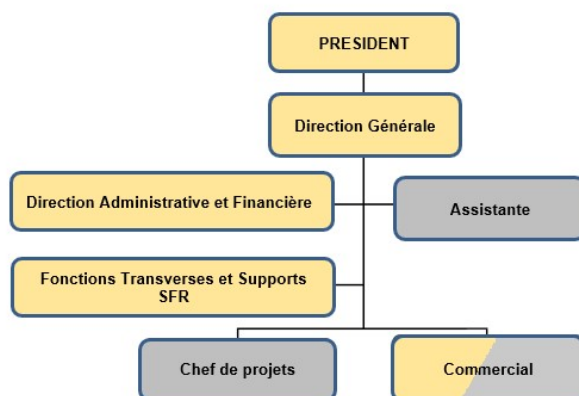 PRESIDENT
Direction Générale
Direction Administrative et Financière
Assistante
Fonctions Transverses et Supports
SFR
Chef de projets
Commercial